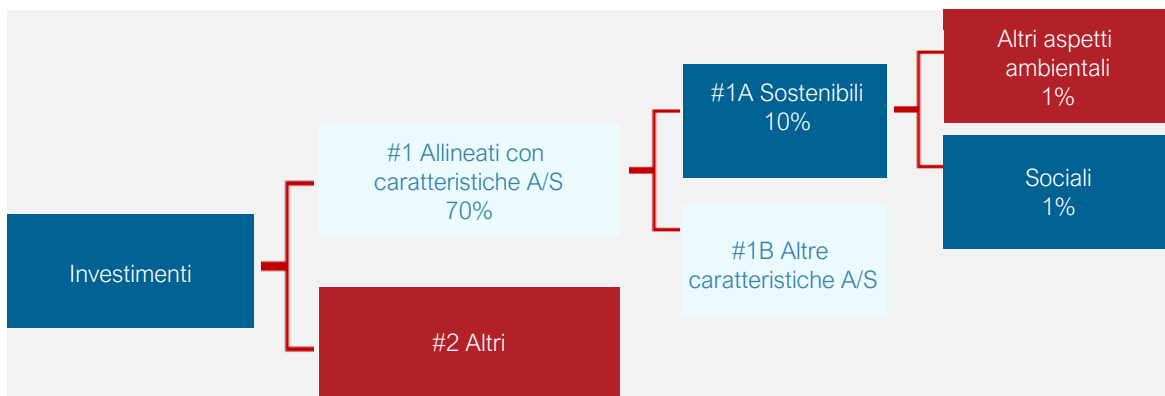 Investimenti
#1 Allineati con
caratteristiche A/S
70%
#2 Altri
#1A Sostenibili
10%
#1B Altre
caratteristiche A/S
Altri aspetti
ambientali
1%
Sociali
1%